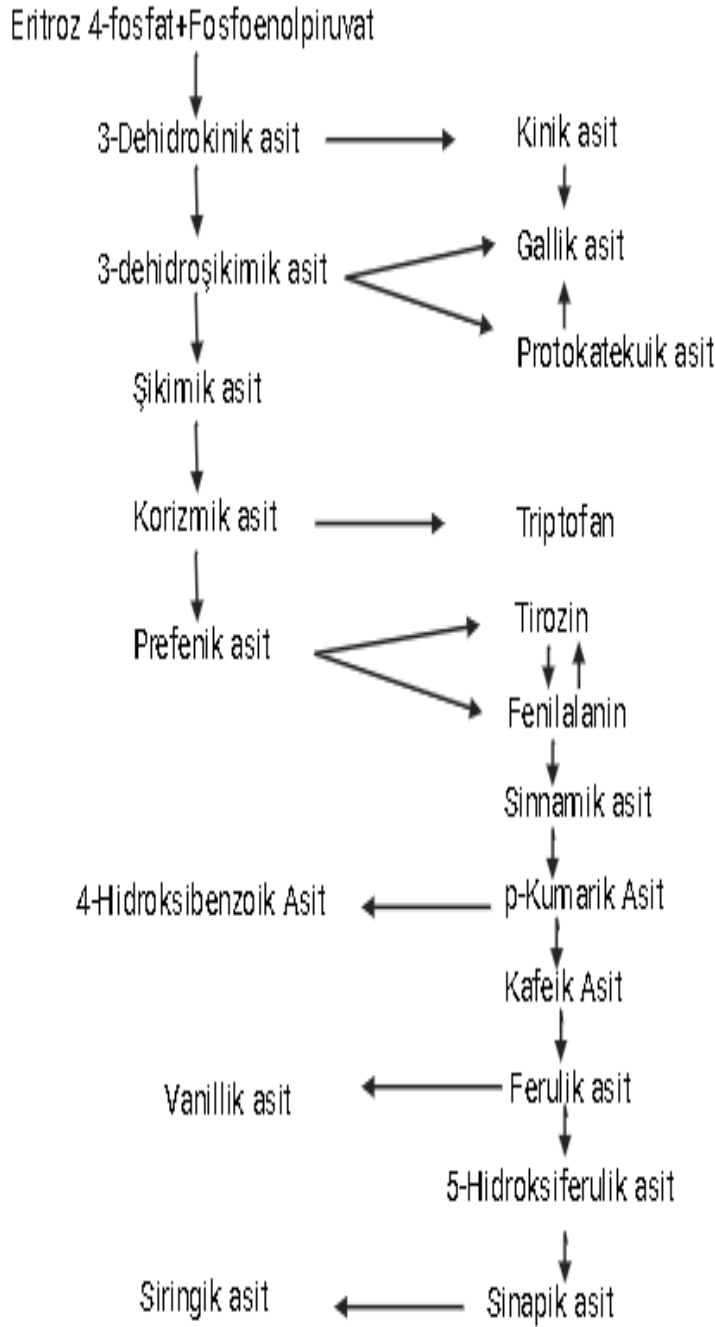 Eritroz 4-fosfat+Fosfoenolpiruvat
3-Dehidrokinik asit
Kinik asit
3-dehidroşikimik asit
Gallik asit
Protokatekuik asit
Şikimik asit
Korizmik asit
Triptofan
Prefenik asit
Tirozin
Fenilalanin
Sinnamik asit
4-Hidroksibenzoik Asit
p-Kumarik Asit
Kafeik Asit
Vanillik asit
Ferulik asit
5-Hidroksiferulik asit
Siringik asit
Sinapik asit